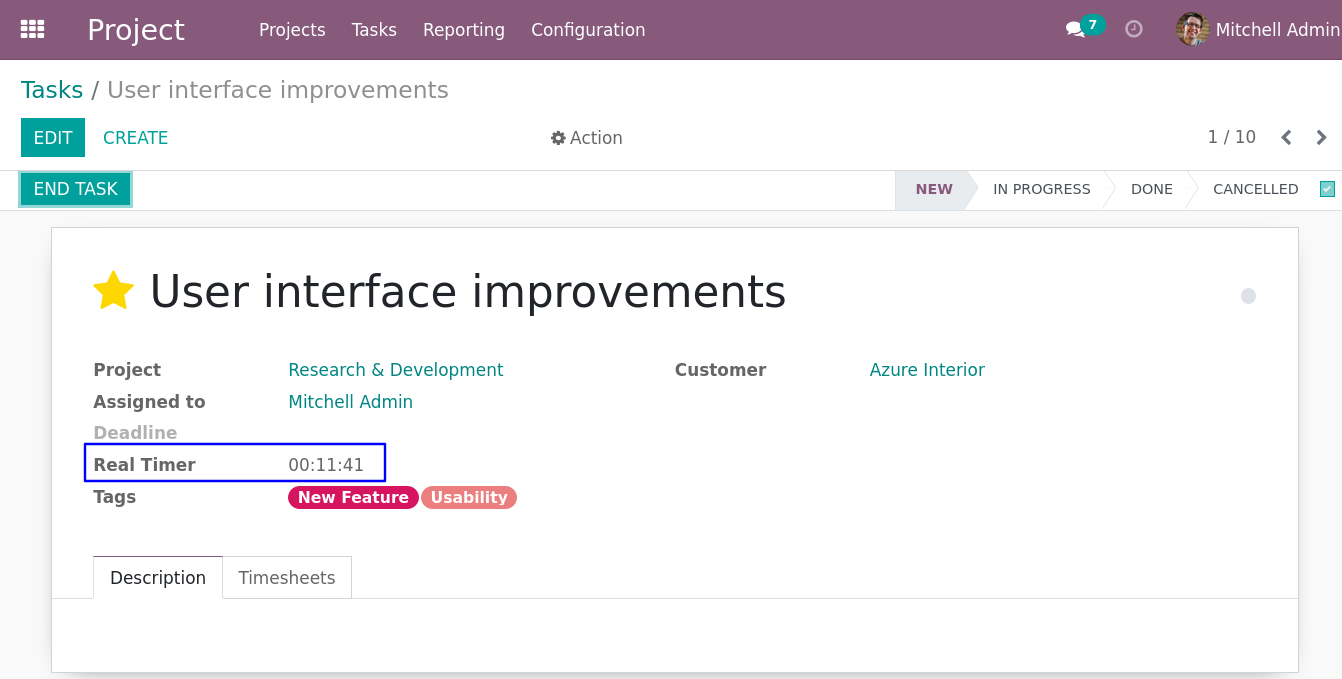 Project Projects Tasks Reporting Configuration 7 Mitchell Admin
Tasks / User interface improvements
EDIT CREATE Action 1 / 10
END TASK NEW IN PROGRESS DONE CANCELLED
User interface improvements
Project Research & Development Customer Azure Interior
Assigned to Mitchell Admin
Deadline
Real Timer 00:11:41
Tags New Feature Usability
Description Timesheets